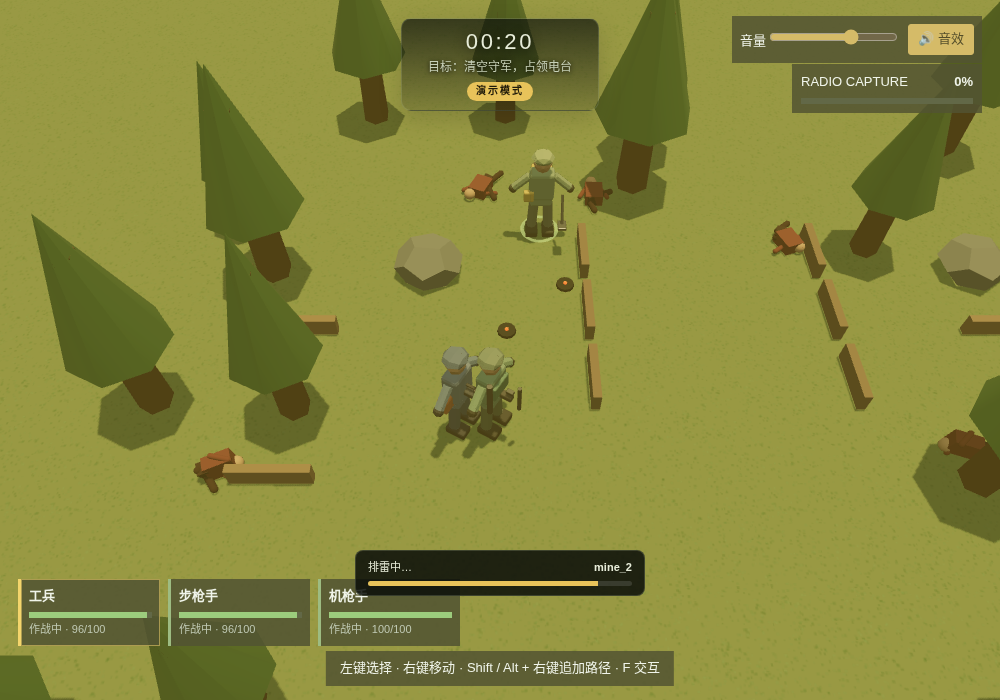 00:20
目标：清空守军，占领电台
演示模式
音量
🔊 音效
RADIO CAPTURE 0%
排雷中… mine_2
工兵
作战中 · 96/100
步枪手
作战中 · 96/100
机枪手
作战中 · 100/100
左键选择 · 右键移动 · Shift / Alt + 右键追加路径 · F 交互